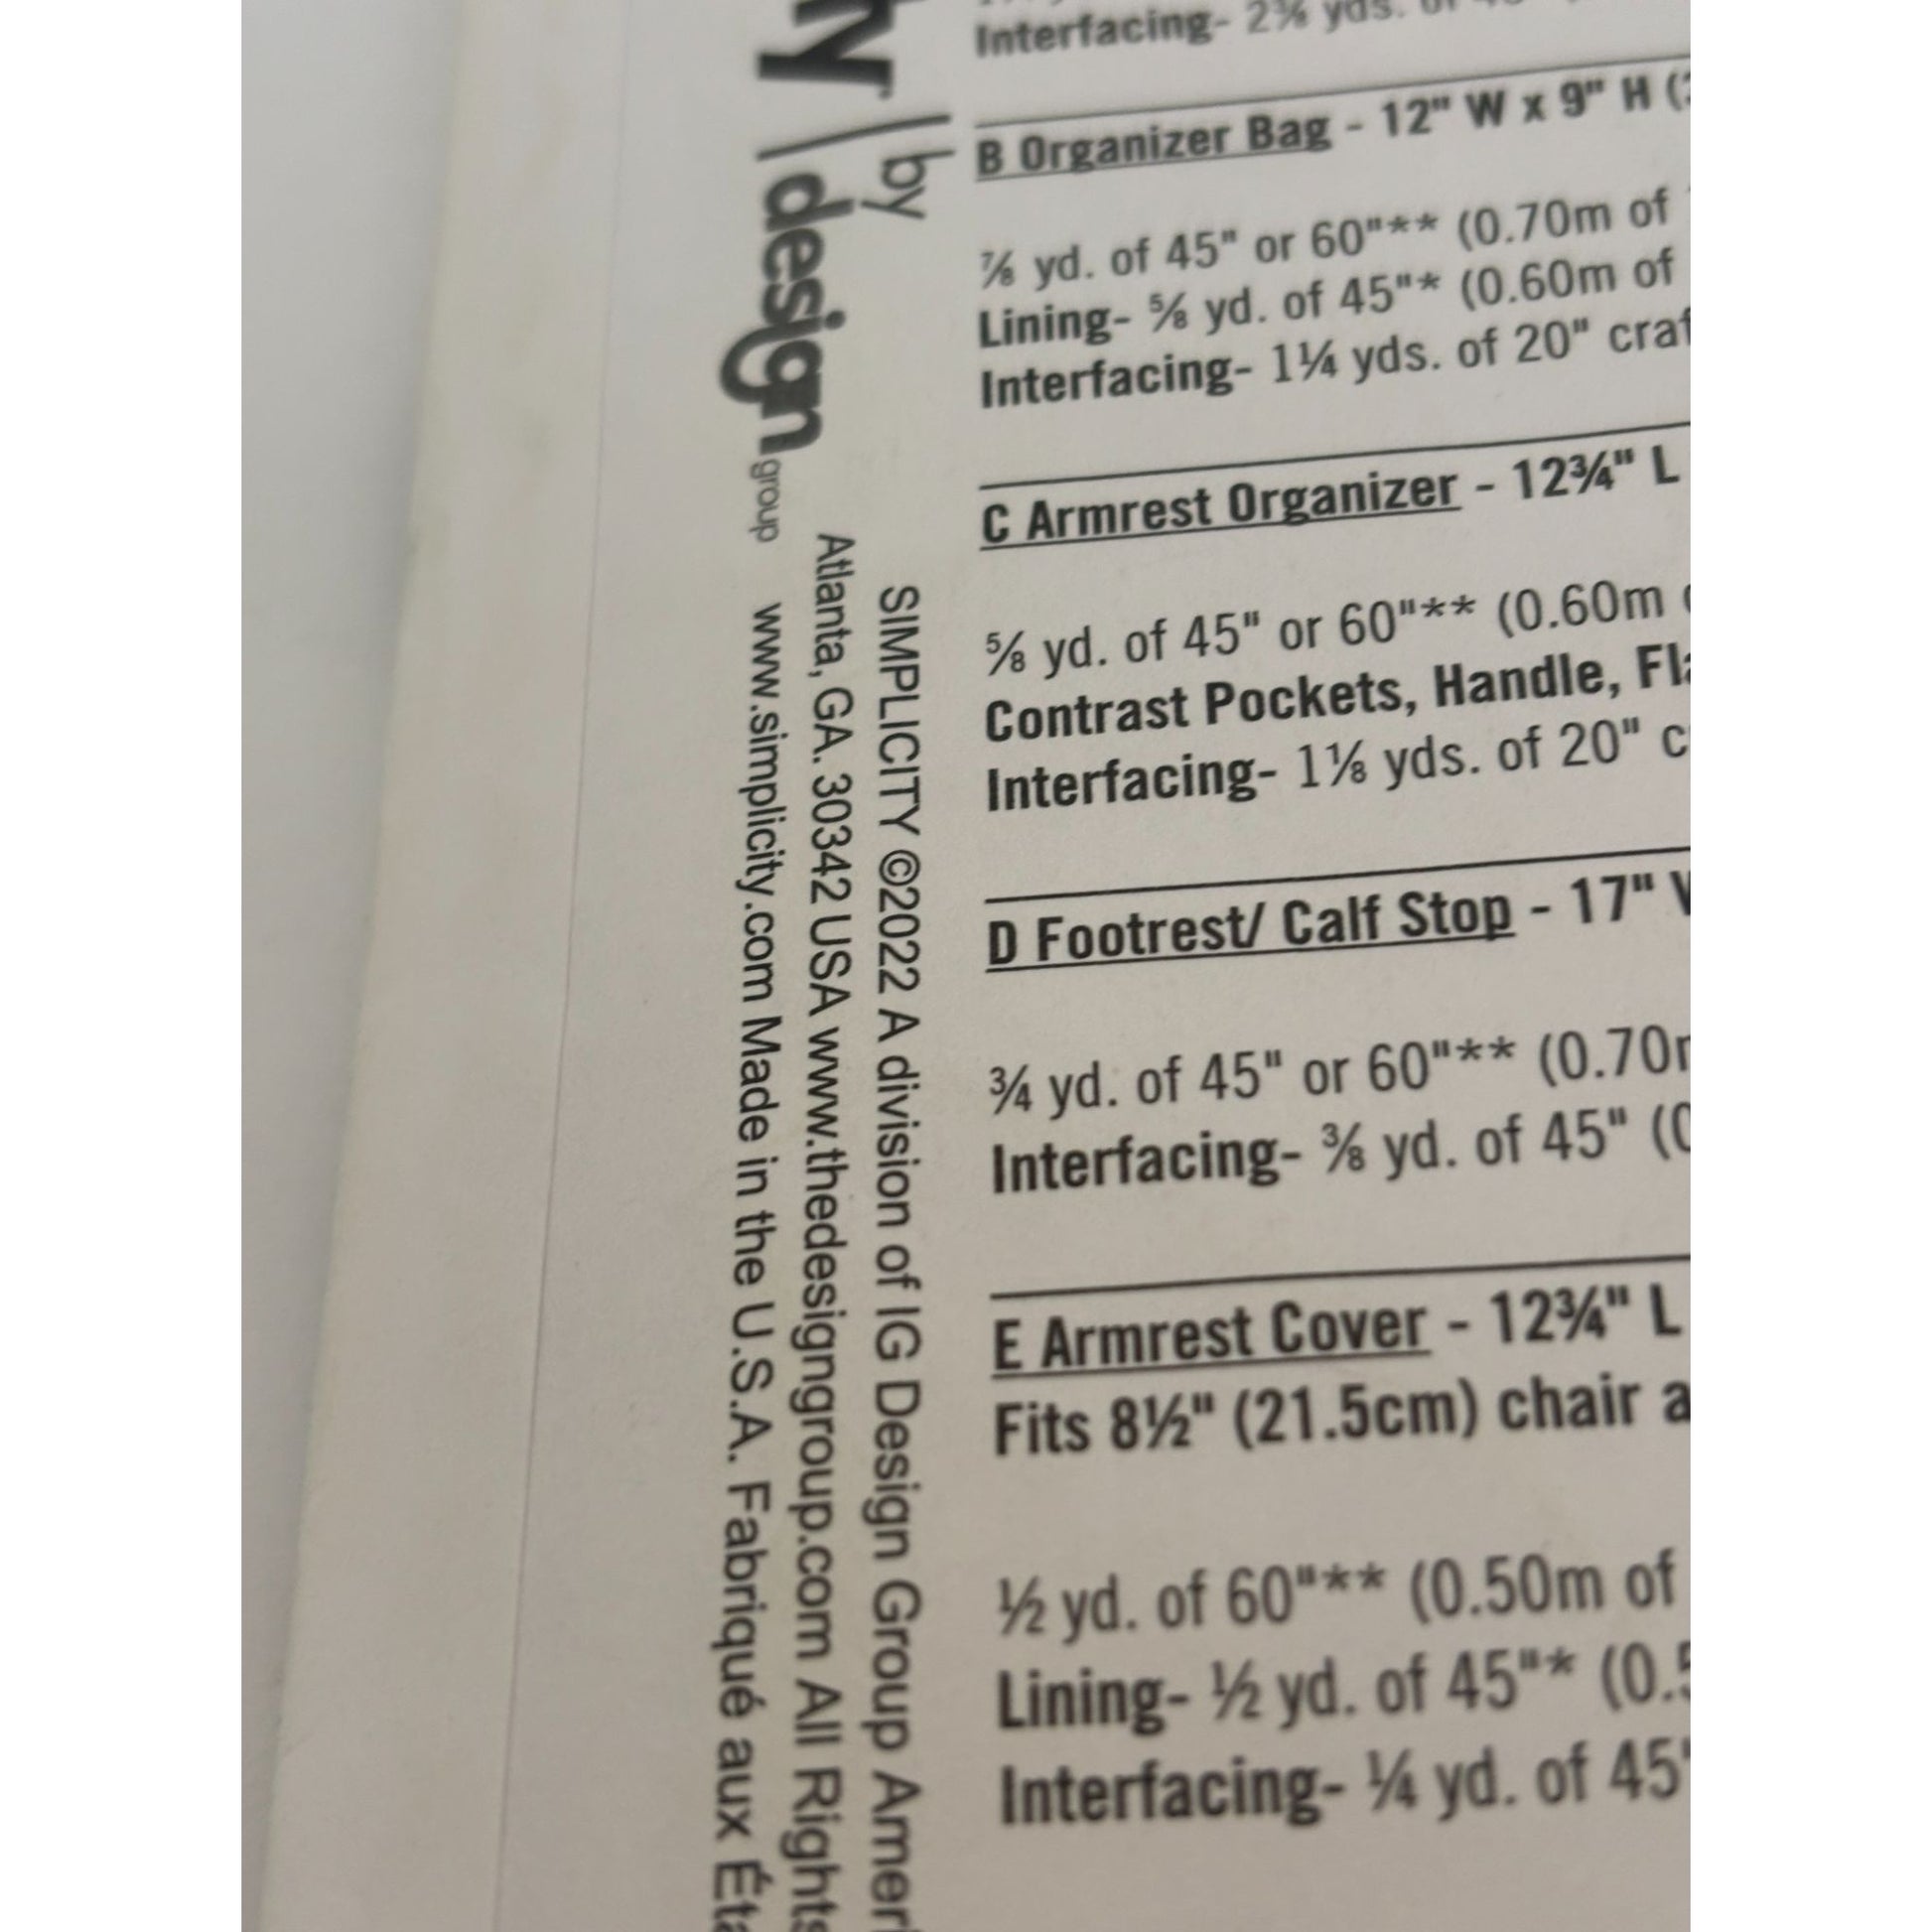 Interfacing- 2⅜ yds. of 45"
B Organizer Bag - 12" W x 9" H (
⅞ yd. of 45" or 60"** (0.70m of
Lining- ⅝ yd. of 45"* (0.60m of
Interfacing- 1¼ yds. of 20" craf
C Armrest Organizer - 12¾" L
⅝ yd. of 45" or 60"** (0.60m
Contrast Pockets, Handle, Fla
Interfacing- 1⅛ yds. of 20" c
D Footrest/ Calf Stop - 17" W
¾ yd. of 45" or 60"** (0.70m
Interfacing- ⅜ yd. of 45" (0
E Armrest Cover - 12¾" L
Fits 8½" (21.5cm) chair a
½ yd. of 60"** (0.50m of
Lining- ½ yd. of 45"* (0.5
Interfacing- ¼ yd. of 45"
ty | by
| design group
SIMPLICITY ©2022 A division of IG Design Group Ameri
Atlanta, GA. 30342 USA www.thedesigngroup.com All Rights
www.simplicity.com Made in the U.S.A. Fabriqué aux Éta